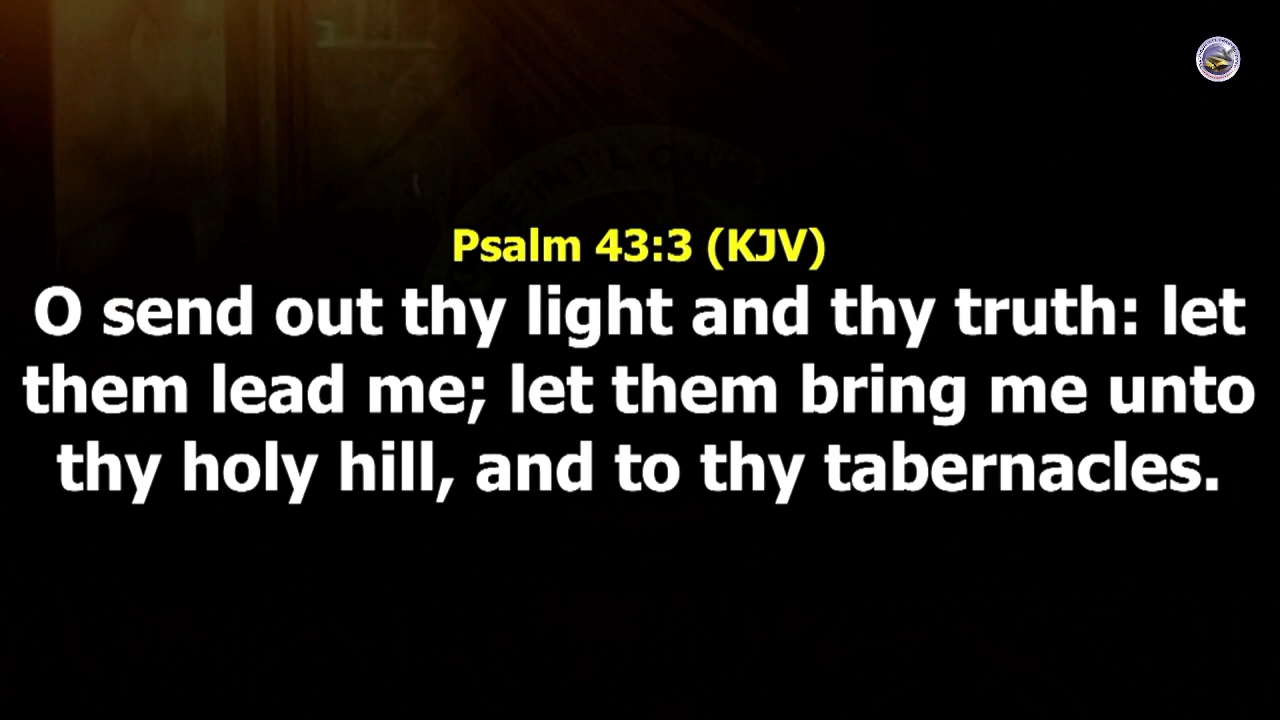 Psalm 43:3 (KJV)
O send out thy light and thy truth: let
them lead me; let them bring me unto
thy holy hill, and to thy tabernacles.